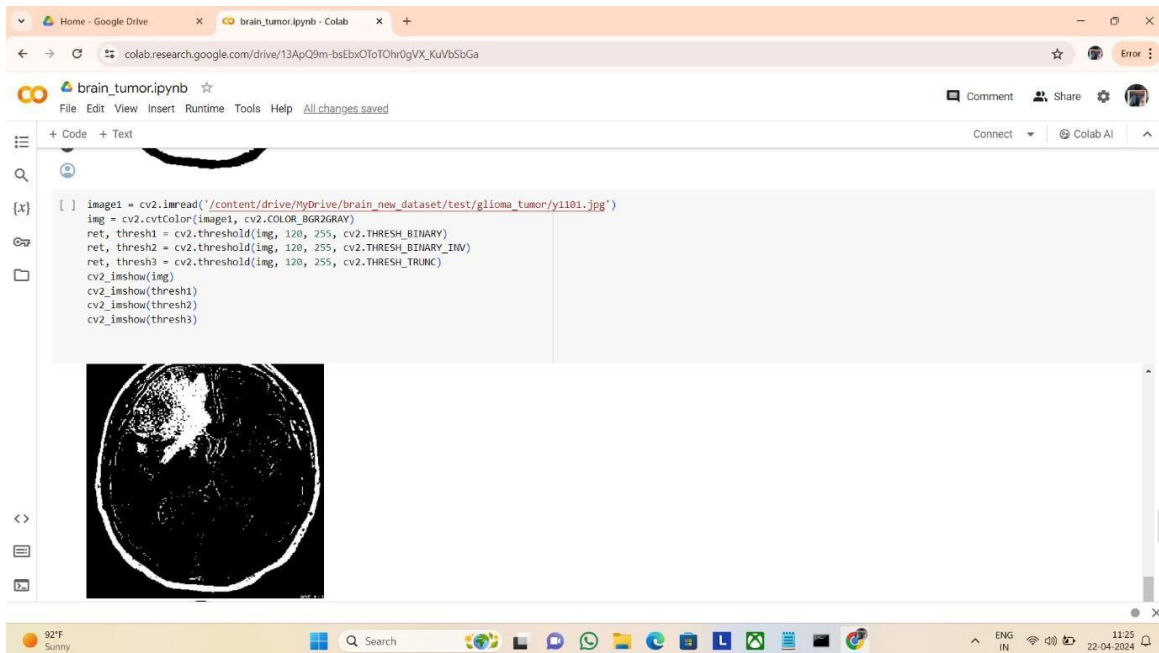 Home - Google Drive
brain_tumor.ipynb - Colab
colab.research.google.com/drive/13ApQ9m-bsEbxOToTOhr0gVX_KuVbSbGa
Error
CO
brain_tumor.ipynb
File Edit View Insert Runtime Tools Help All changes saved
Comment
Share
+ Code + Text
Connect
Colab AI
{x}
[ ] image1 = cv2.imread('/content/drive/MyDrive/brain_new_dataset/test/glioma_tumor/y1101.jpg')
img = cv2.cvtColor(image1, cv2.COLOR_BGR2GRAY)
ret, thresh1 = cv2.threshold(img, 120, 255, cv2.THRESH_BINARY)
ret, thresh2 = cv2.threshold(img, 120, 255, cv2.THRESH_BINARY_INV)
ret, thresh3 = cv2.threshold(img, 120, 255, cv2.THRESH_TRUNC)
cv2_imshow(img)
cv2_imshow(thresh1)
cv2_imshow(thresh2)
cv2_imshow(thresh3)
92°F
Sunny
Search
L
ENG
IN
11:25
22-04-2024